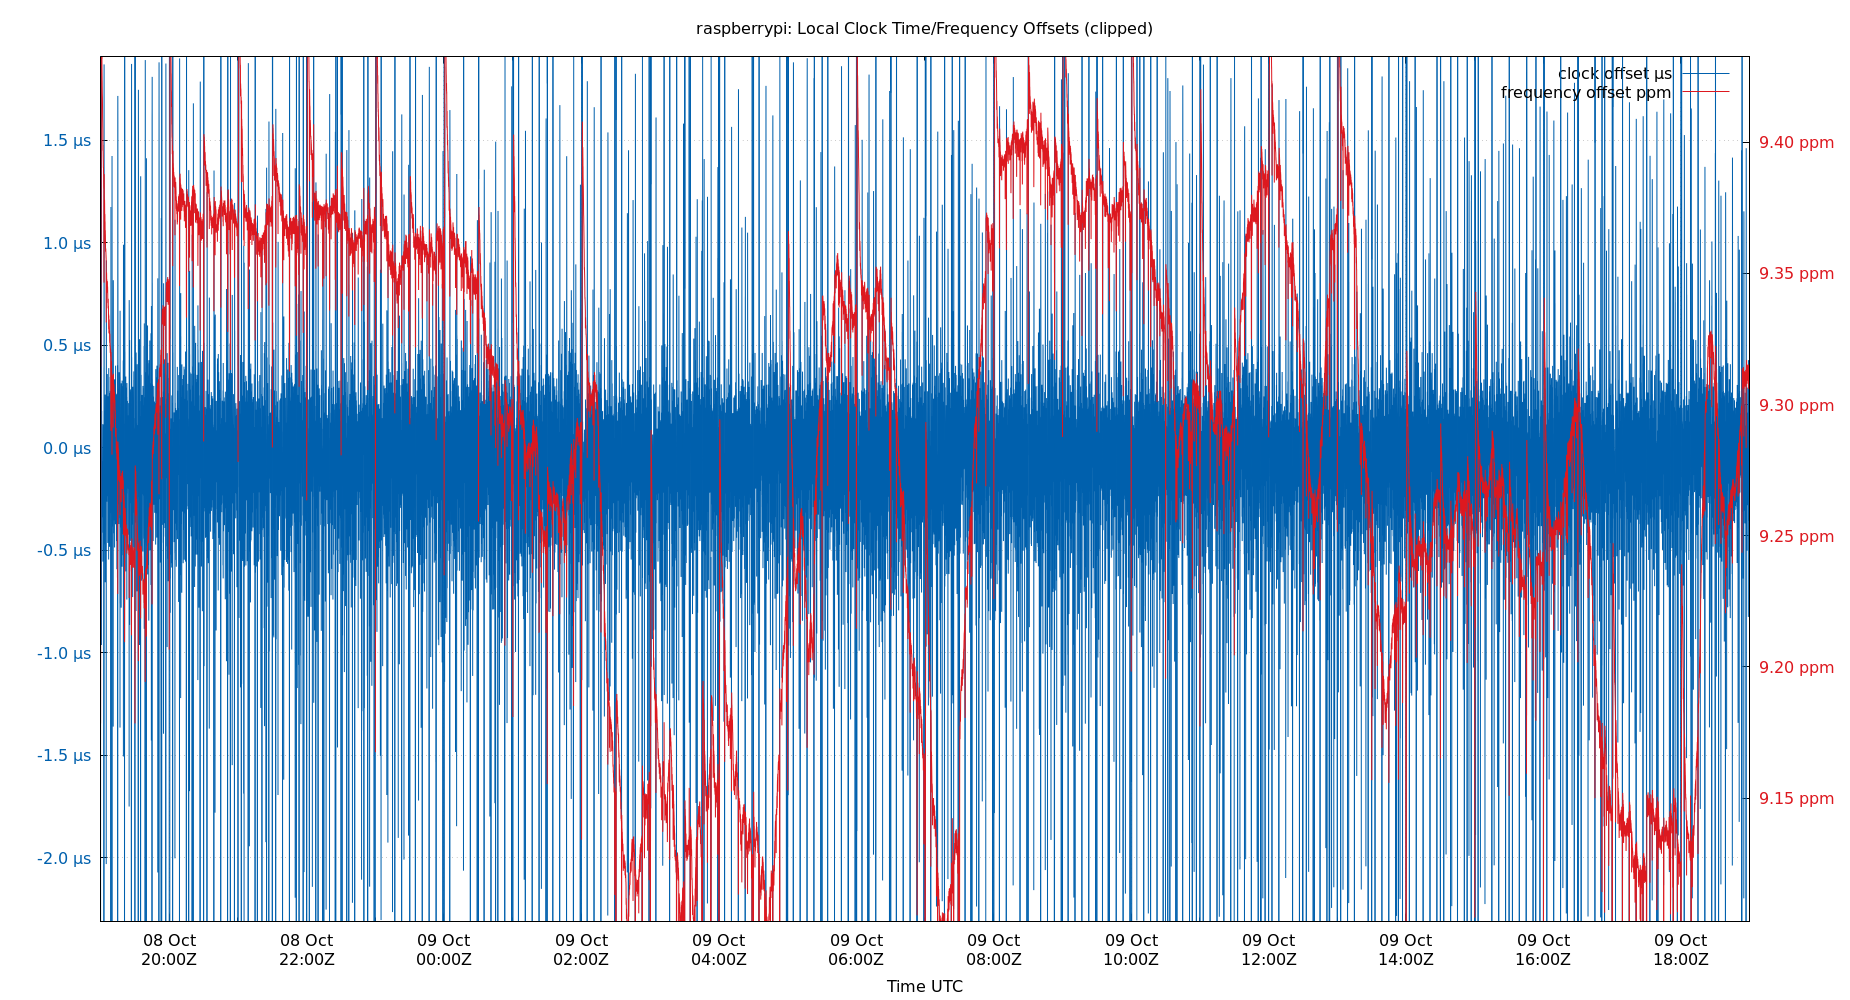 raspberrypi: Local Clock Time/Frequency Offsets (clipped)
clock offset µs
frequency offset ppm
1.5 µs
1.0 µs
0.5 µs
0.0 µs
-0.5 µs
-1.0 µs
-1.5 µs
-2.0 µs
9.40 ppm
9.35 ppm
9.30 ppm
9.25 ppm
9.20 ppm
9.15 ppm
08 Oct
20:00Z
08 Oct
22:00Z
09 Oct
00:00Z
09 Oct
02:00Z
09 Oct
04:00Z
09 Oct
06:00Z
09 Oct
08:00Z
09 Oct
10:00Z
09 Oct
12:00Z
09 Oct
14:00Z
09 Oct
16:00Z
09 Oct
18:00Z
Time UTC